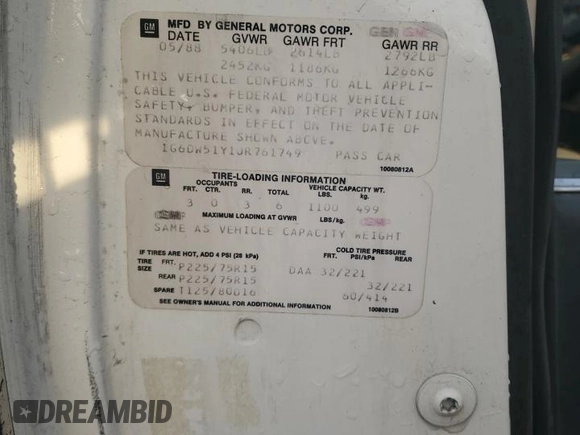 GM MFD BY GENERAL MOTORS CORP.
DATE GVWR GAWR FRT GAWR RR
05/88 5406LB 2614LB 2792LB
2452KG 1186KG 1266KG
THIS VEHICLE CONFORMS TO ALL APPLI-
CABLE U.S. FEDERAL MOTOR VEHICLE
SAFETY, BUMPER, AND THEFT PREVENTION
STANDARDS IN EFFECT ON THE DATE OF
MANUFACTURE SHOWN ABOVE.
1G6DW51Y1JR761749 PASS CAR
10080812A
GM TIRE-LOADING INFORMATION
OCCUPANTS VEHICLE CAPACITY WT.
FRT. CTR. RR. TOTAL LBS. kg.
3 0 3 6 1100 499
MAXIMUM LOADING AT GVWR LBS/kg.
SAME AS VEHICLE CAPACITY WEIGHT
IF TIRES ARE HOT, ADD 4 PSI (28 kPa) COLD TIRE PRESSURE
TIRE FRT. FRT. PSI/kPa REAR
SIZE P225/75R15 DAA 32/221
REAR P225/75R15 32/221
SPARE T125/80D16 60/414
SEE OWNER'S MANUAL FOR ADDITIONAL INFORMATION 10080812B
DREAMBID